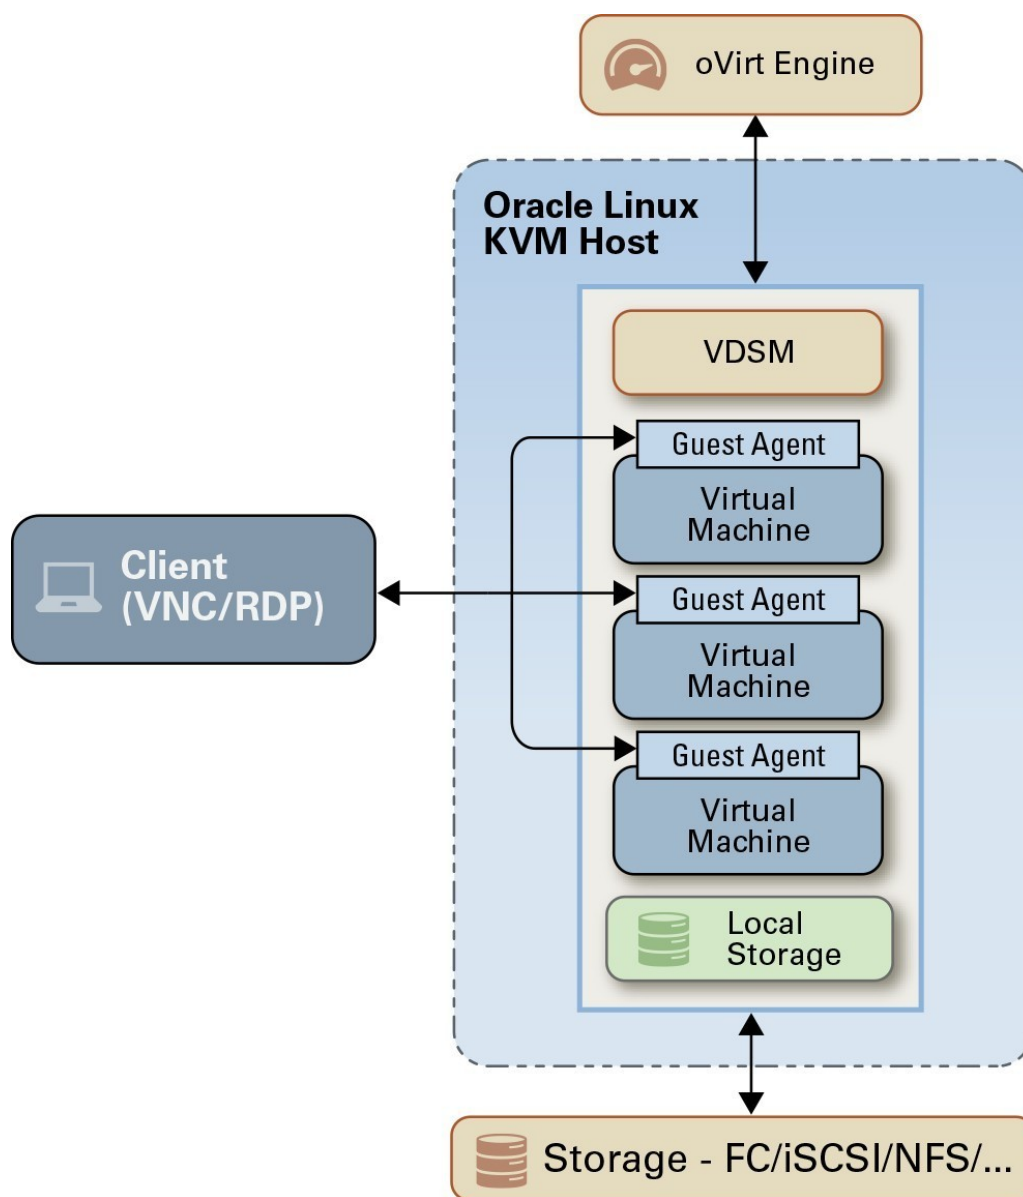 oVirt Engine
Oracle Linux
KVM Host
VDSM
Guest Agent
Virtual
Machine
Client
(VNC/RDP)
Guest Agent
Virtual
Machine
Guest Agent
Virtual
Machine
Local
Storage
Storage - FC/iSCSI/NFS/...